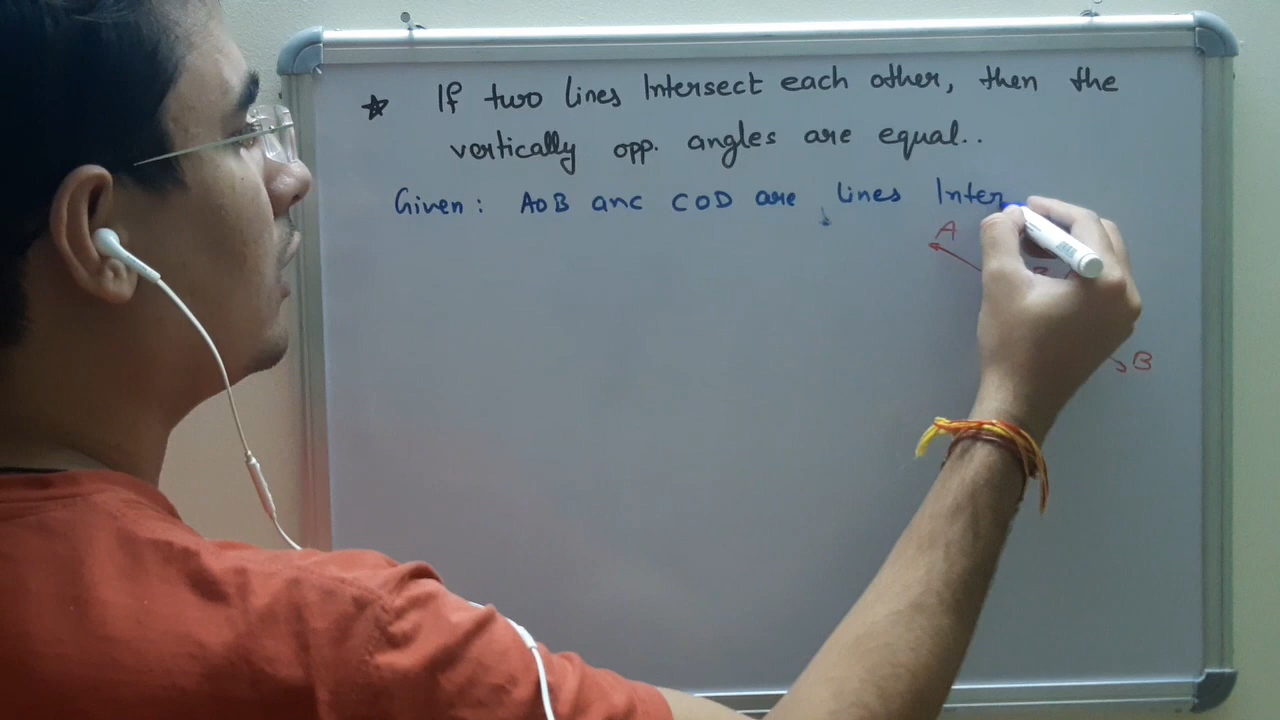 If two lines Intersect each other, then the
vertically opp. angles are equal..
Given: AOB anc COD are lines Inter
A
B